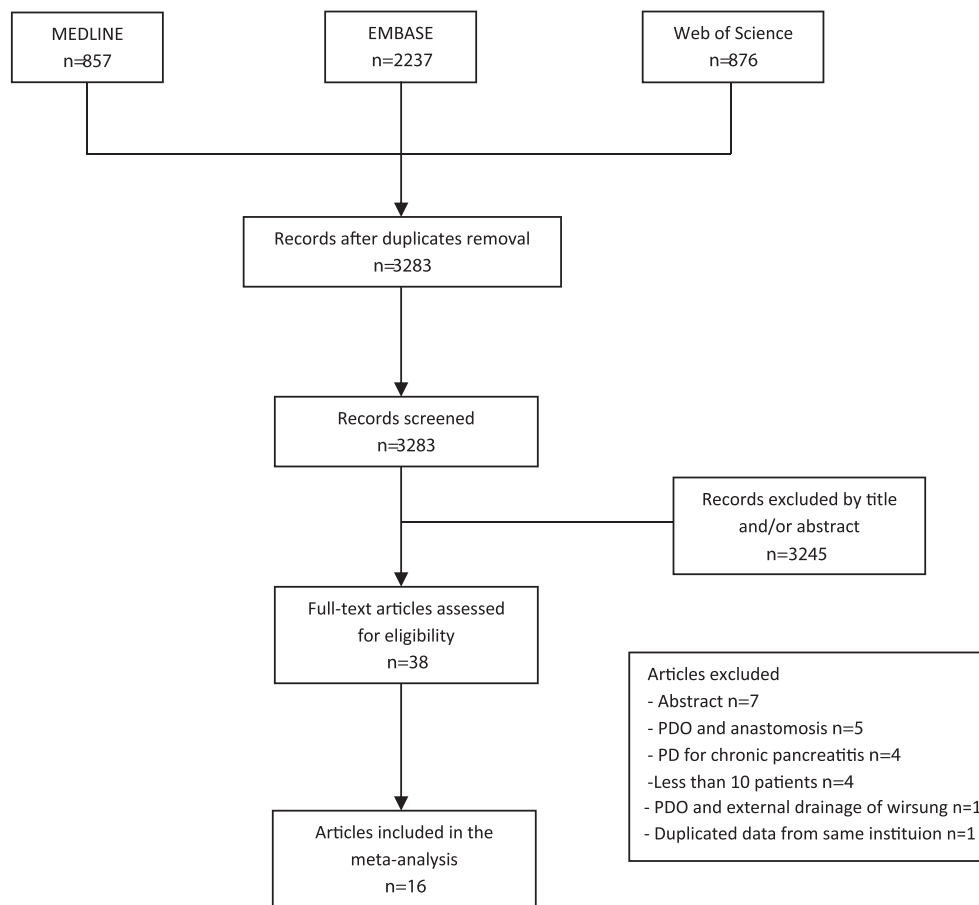 MEDLINE
n=857
EMBASE
n=2237
Web of Science
n=876
Records after duplicates removal
n=3283
Records screened
n=3283
Records excluded by title
and/or abstract
n=3245
Full-text articles assessed
for eligibility
n=38
Articles excluded
- Abstract n=7
- PDO and anastomosis n=5
- PD for chronic pancreatitis n=4
-Less than 10 patients n=4
- PDO and external drainage of wirsung n=1
- Duplicated data from same instituion n=1
Articles included in the
meta-analysis
n=16